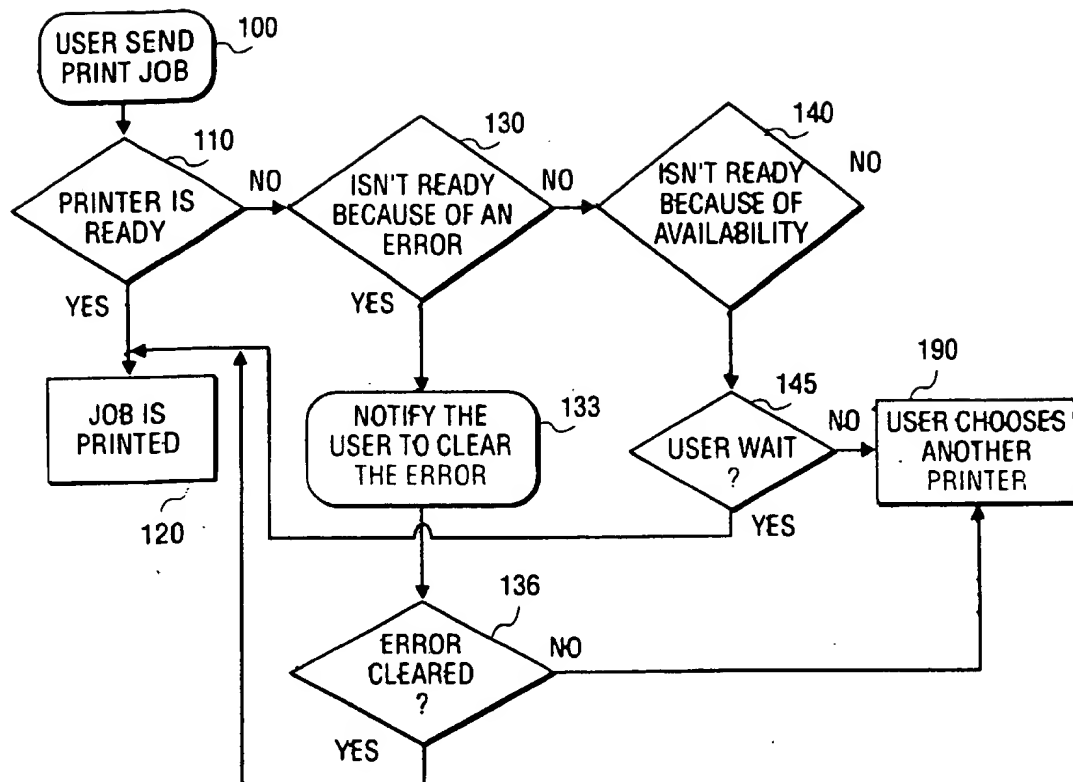 USER SEND
PRINT JOB
100
110
PRINTER IS
READY
NO
YES
130
ISN'T READY
BECAUSE OF AN
ERROR
NO
YES
140
ISN'T READY
BECAUSE OF
AVAILABILITY
NO
JOB IS
PRINTED
120
NOTIFY THE
USER TO CLEAR
THE ERROR
133
145
USER WAIT
?
NO
YES
190
USER CHOOSES
ANOTHER
PRINTER
136
ERROR
CLEARED
?
NO
YES